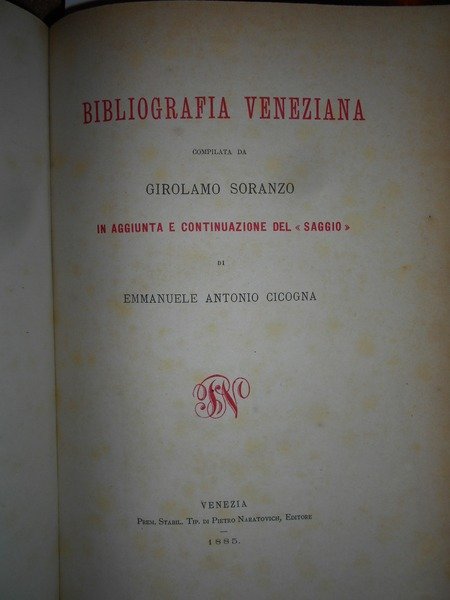 BIBLIOGRAFIA VENEZIANA
COMPILATA DA
GIROLAMO SORANZO
IN AGGIUNTA E CONTINUAZIONE DEL « SAGGIO »
DI
EMMANUELE ANTONIO CICOGNA
VENEZIA
PREM. STABIL. TIP. DI PIETRO NARATOVICH, EDITORE
—
1885.